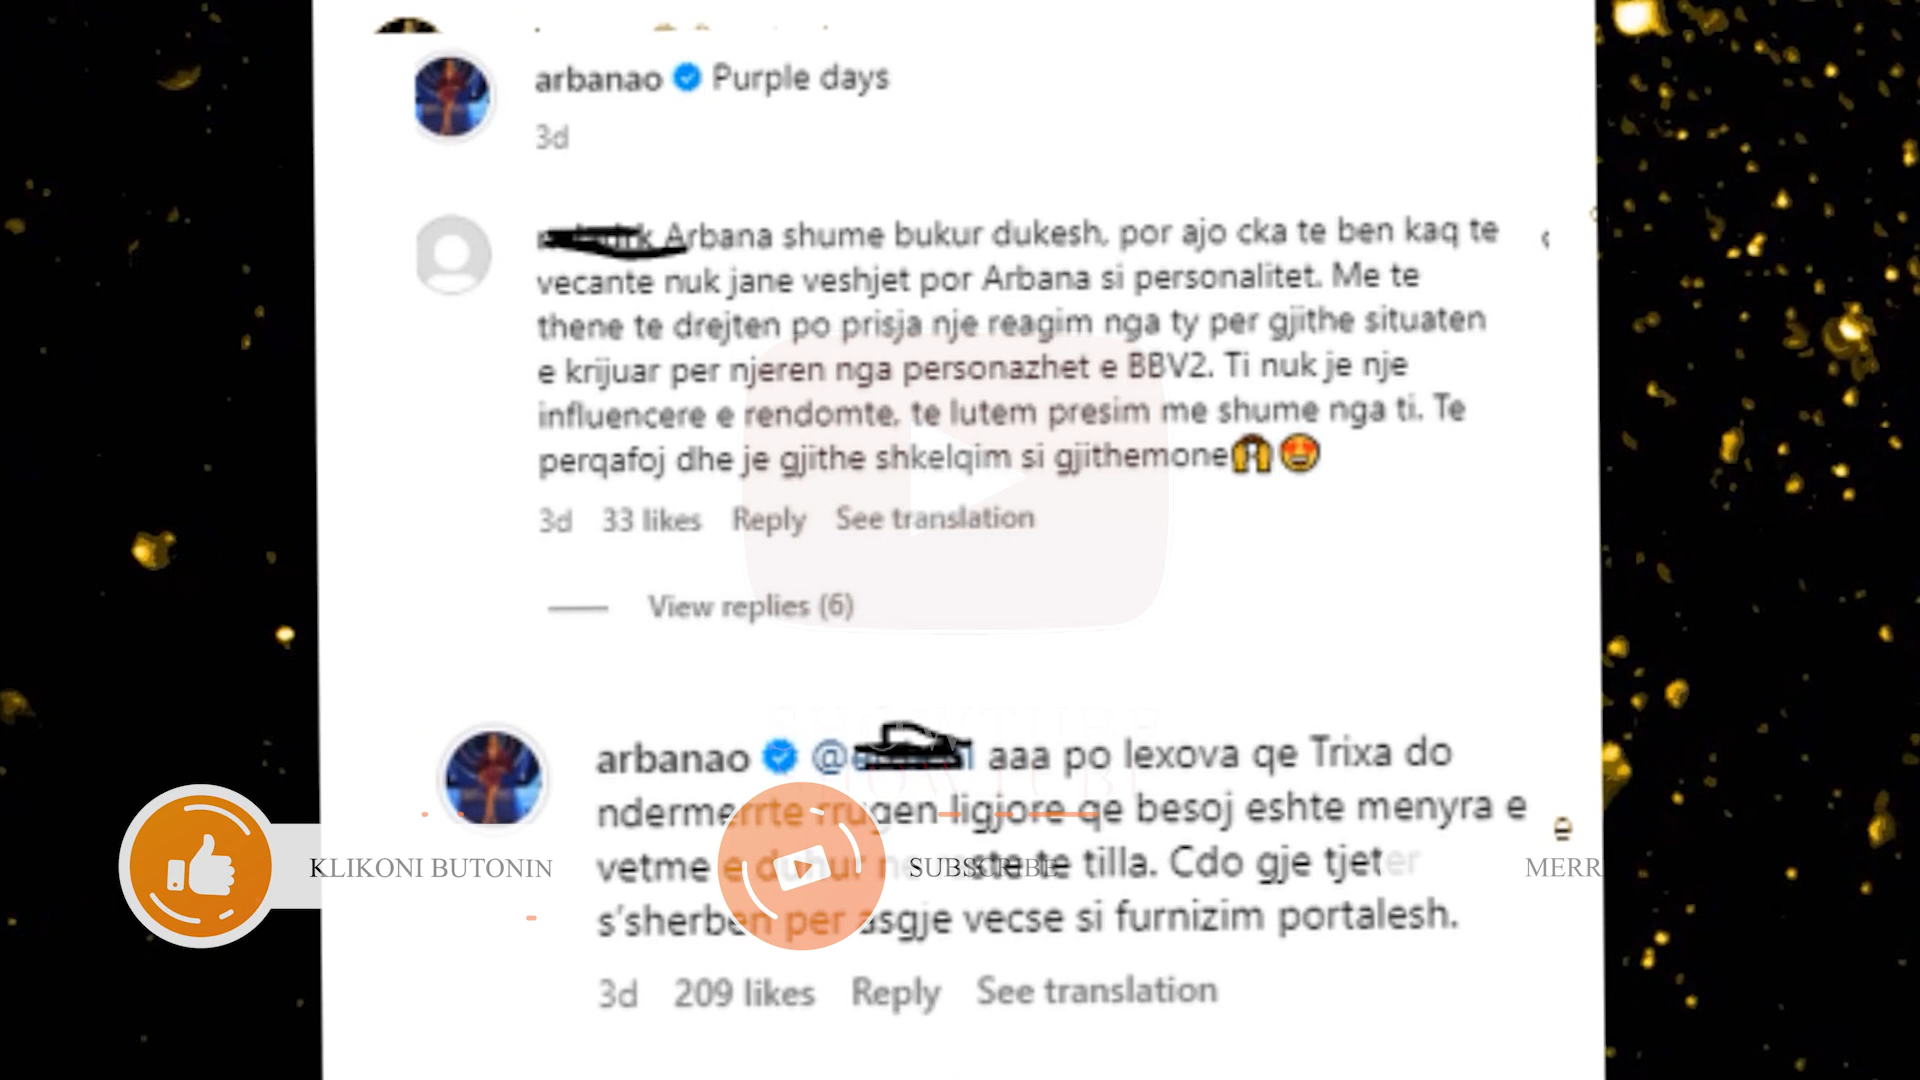 arbanao Purple days
3d
Arbana shume bukur dukesh, por ajo cka te ben kaq te
vecante nuk jane veshjet por Arbana si personalitet. Me te
thene te drejten po prisja nje reagim nga ty per gjithe situaten
e krijuar per njeren nga personazhet e BBV2. Ti nuk je nje
influencere e rendomte, te lutem presim me shume nga ti. Te
perqafoj dhe je gjithe shkelqim si gjithemone
3d 33 likes Reply See translation
View replies (6)
SHOWTUBE
arbanao @ aaa po lexova qe Trixa do
ndermerrte rrugen ligjore qe besoj eshte menyra e
vetme e duhur ne te tilla. Cdo gje tjeter
KLIKONI BUTONIN
SUBSCRIBE
MERR
s'sherben per asgje vecse si furnizim portalesh.
3d 209 likes Reply See translation